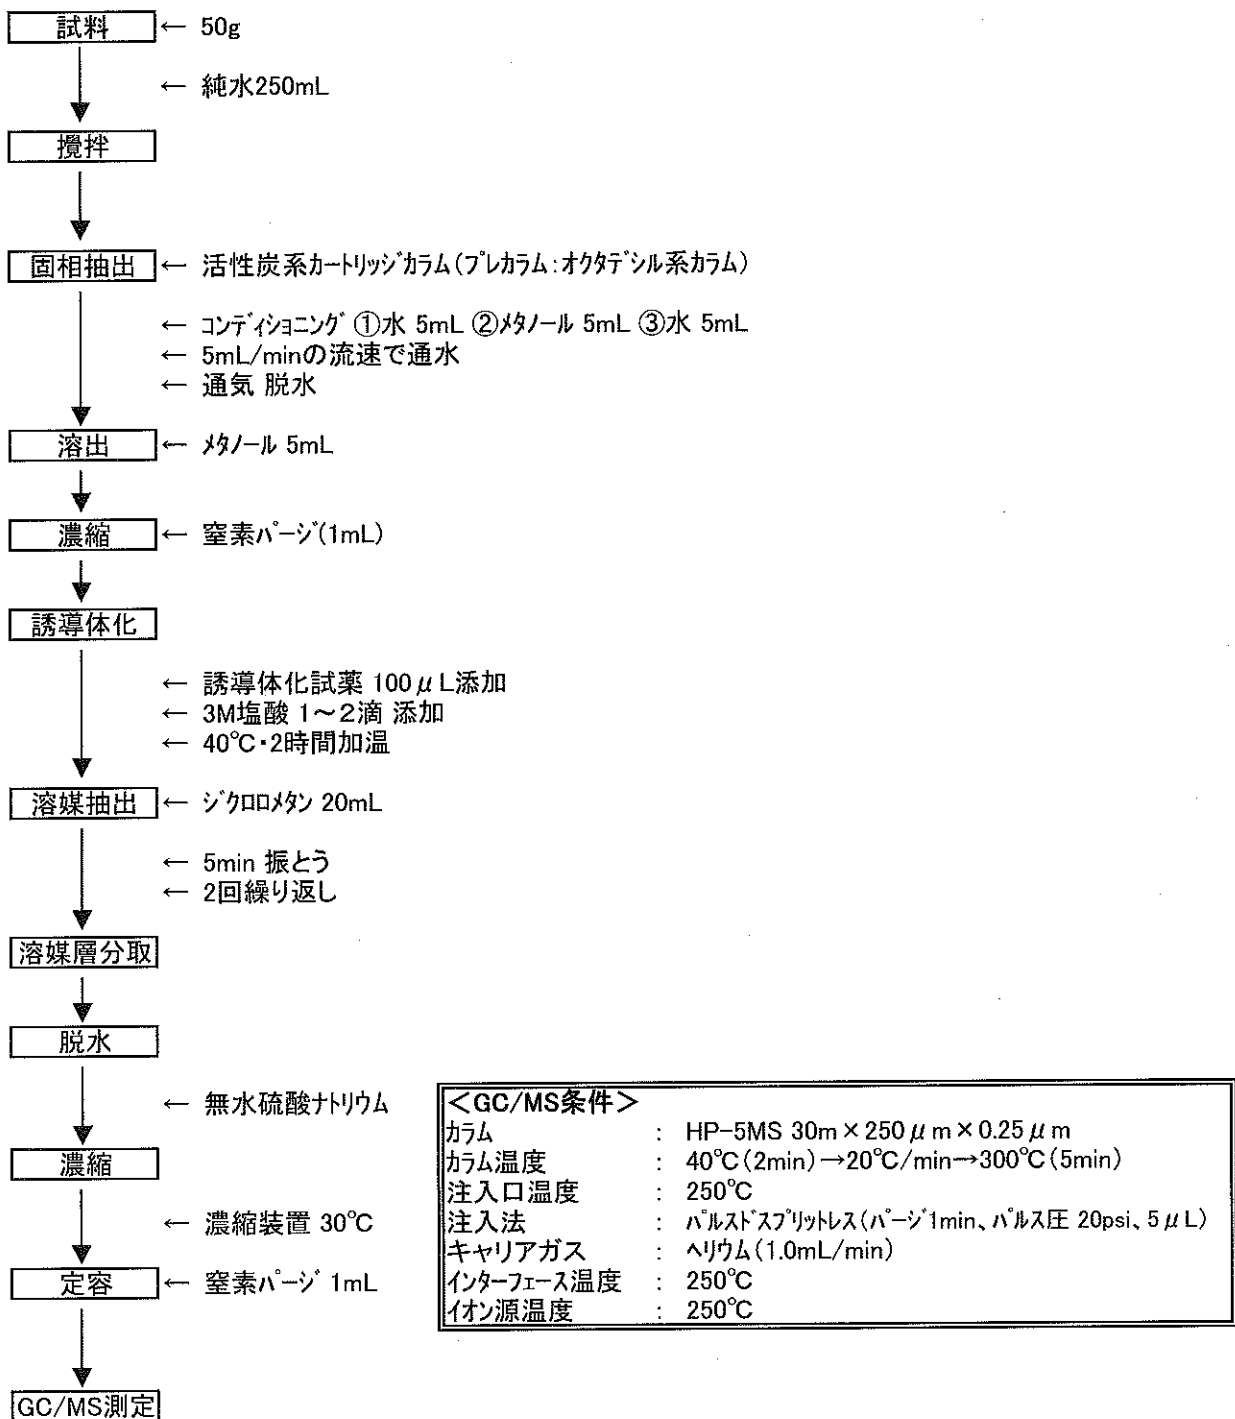 試料 ← 50g
← 純水250mL
攪拌
固相抽出 ← 活性炭系ｶｰﾄﾘｯｼﾞｶﾗﾑ(ﾌﾟﾚｶﾗﾑ:ｵｸﾀﾃﾞｼﾙ系ｶﾗﾑ)
← ｺﾝﾃﾞｨｼｮﾆﾝｸﾞ ①水 5mL ②ﾒﾀﾉｰﾙ 5mL ③水 5mL
← 5mL/minの流速で通水
← 通気 脱水
溶出 ← ﾒﾀﾉｰﾙ 5mL
濃縮 ← 窒素ﾊﾟｰｼﾞ(1mL)
誘導体化
← 誘導体化試薬 100μL添加
← 3M塩酸 1～2滴 添加
← 40℃・2時間加温
溶媒抽出 ← ｼﾞｸﾛﾛﾒﾀﾝ 20mL
← 5min 振とう
← 2回繰り返し
溶媒層分取
脱水
← 無水硫酸ﾅﾄﾘｳﾑ
濃縮
← 濃縮装置 30℃
定容 ← 窒素ﾊﾟｰｼﾞ 1mL
GC/MS測定
＜GC/MS条件＞
ｶﾗﾑ : HP-5MS 30m×250μm×0.25μm
ｶﾗﾑ温度 : 40℃(2min)→20℃/min→300℃(5min)
注入口温度 : 250℃
注入法 : ﾊﾟﾙｽﾄﾞｽﾌﾟﾘｯﾄﾚｽ(ﾊﾟｰｼﾞ1min、ﾊﾟﾙｽ圧 20psi、5μL)
キャリアガス : ﾍﾘｳﾑ(1.0mL/min)
ｲﾝﾀｰﾌｪｰｽ温度 : 250℃
ｲｵﾝ源温度 : 250℃